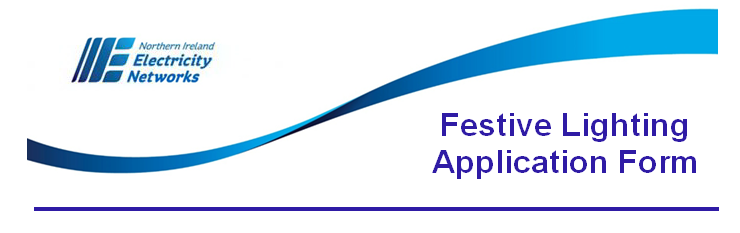 Northern Ireland
Electricity
Networks
Festive Lighting
Application Form